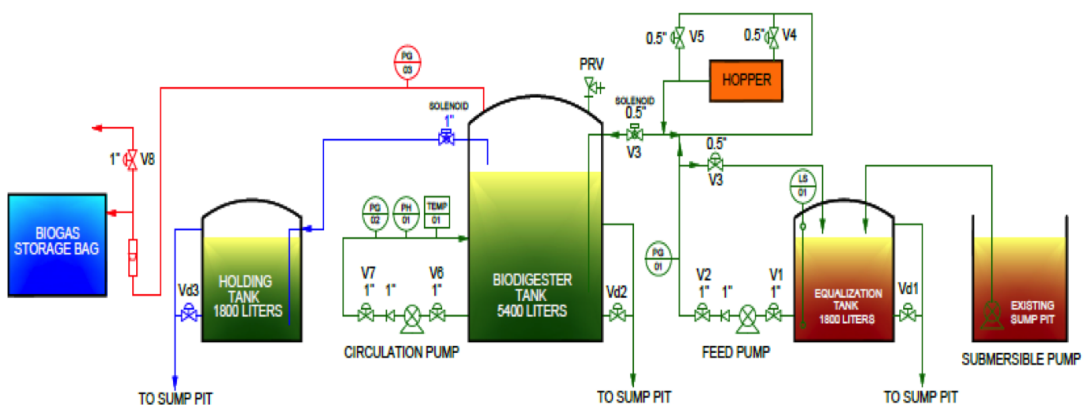 PG
03
PRV
0.5"
V5
0.5"
V4
HOPPER
SOLENOID
1"
SOLENOID
0.5"
V3
0.5"
V3
1"
V8
BIOGAS
STORAGE BAG
HOLDING
TANK
1800 LITERS
Vd3
PG
02
PH
01
TEMP
01
V7
1"
1"
V6
1"
CIRCULATION PUMP
BIODIGESTER
TANK
5400 LITERS
Vd2
PG
01
V2
1"
1"
V1
1"
FEED PUMP
LS
01
EQUALIZATION
TANK
1800 LITERS
Vd1
EXISTING
SUMP PIT
SUBMERSIBLE PUMP
TO SUMP PIT
TO SUMP PIT
TO SUMP PIT